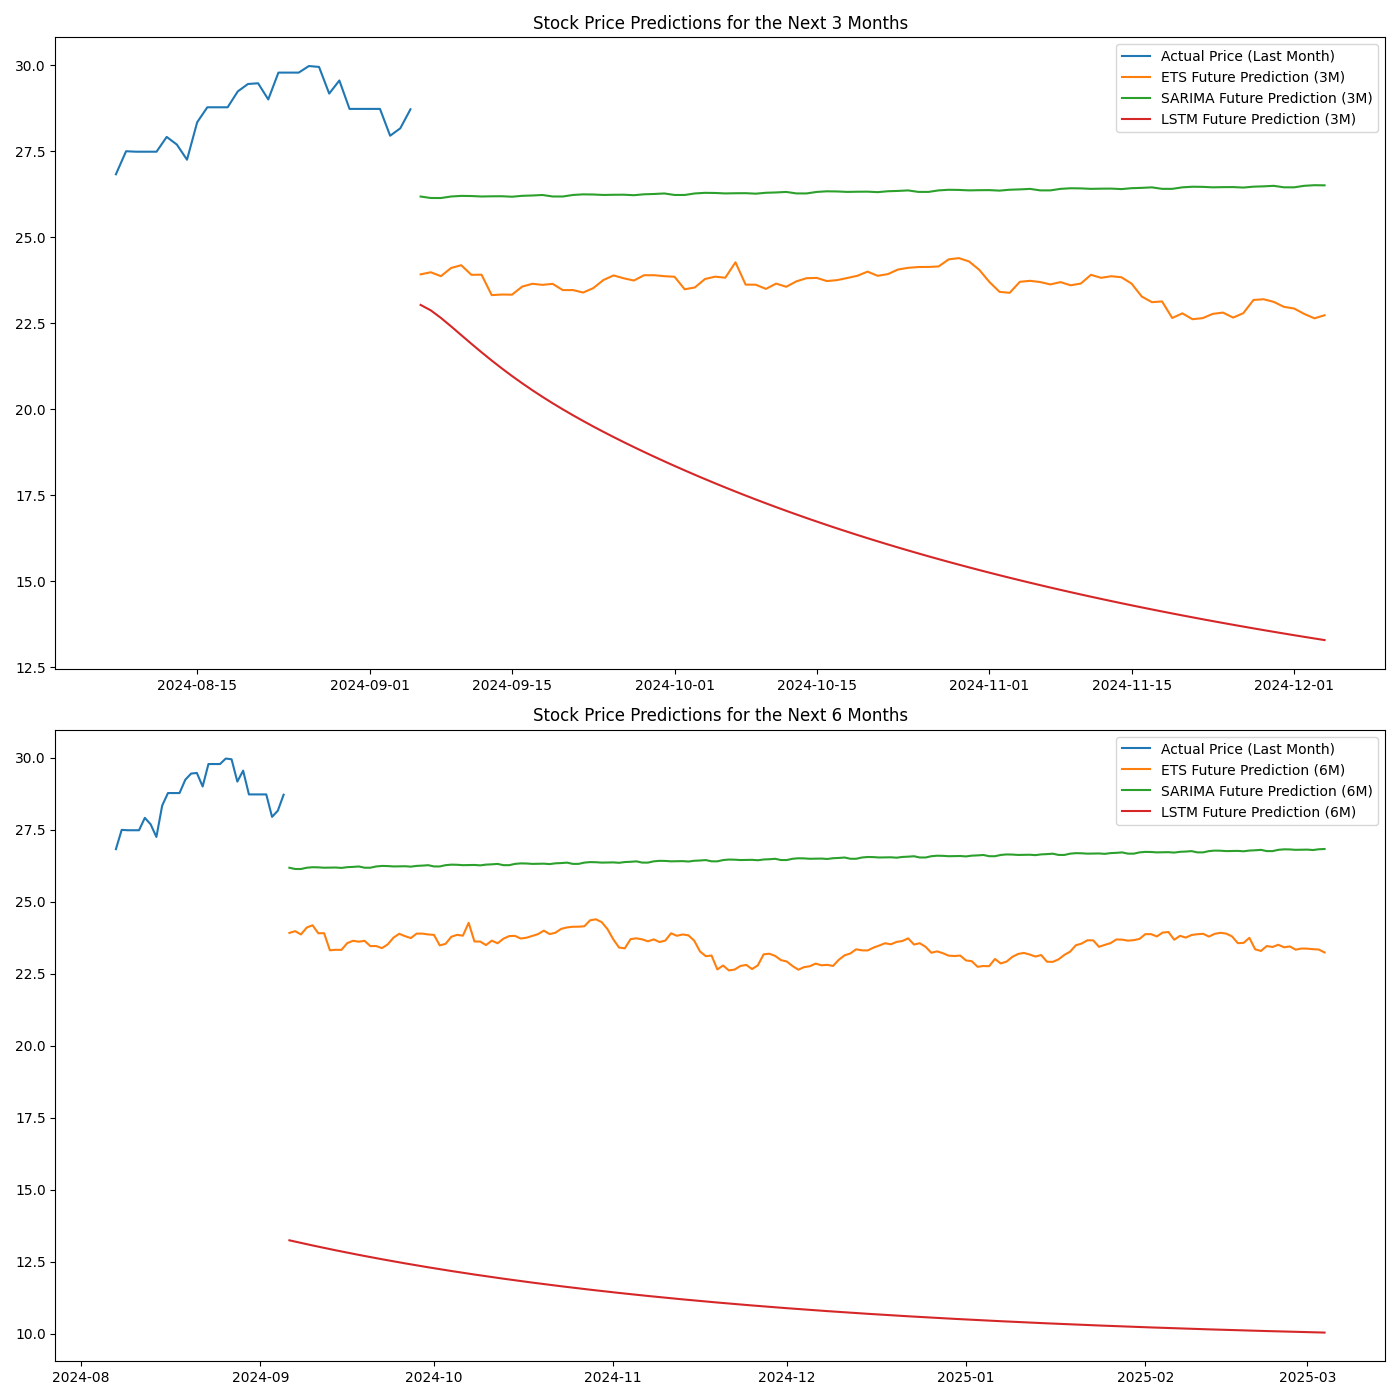 Stock Price Predictions for the Next 3 Months
Actual Price (Last Month)
ETS Future Prediction (3M)
SARIMA Future Prediction (3M)
LSTM Future Prediction (3M)
30.0
27.5
25.0
22.5
20.0
17.5
15.0
12.5
2024-08-15 2024-09-01 2024-09-15 2024-10-01 2024-10-15 2024-11-01 2024-11-15 2024-12-01
Stock Price Predictions for the Next 6 Months
Actual Price (Last Month)
ETS Future Prediction (6M)
SARIMA Future Prediction (6M)
LSTM Future Prediction (6M)
30.0
27.5
25.0
22.5
20.0
17.5
15.0
12.5
10.0
2024-08 2024-09 2024-10 2024-11 2024-12 2025-01 2025-02 2025-03